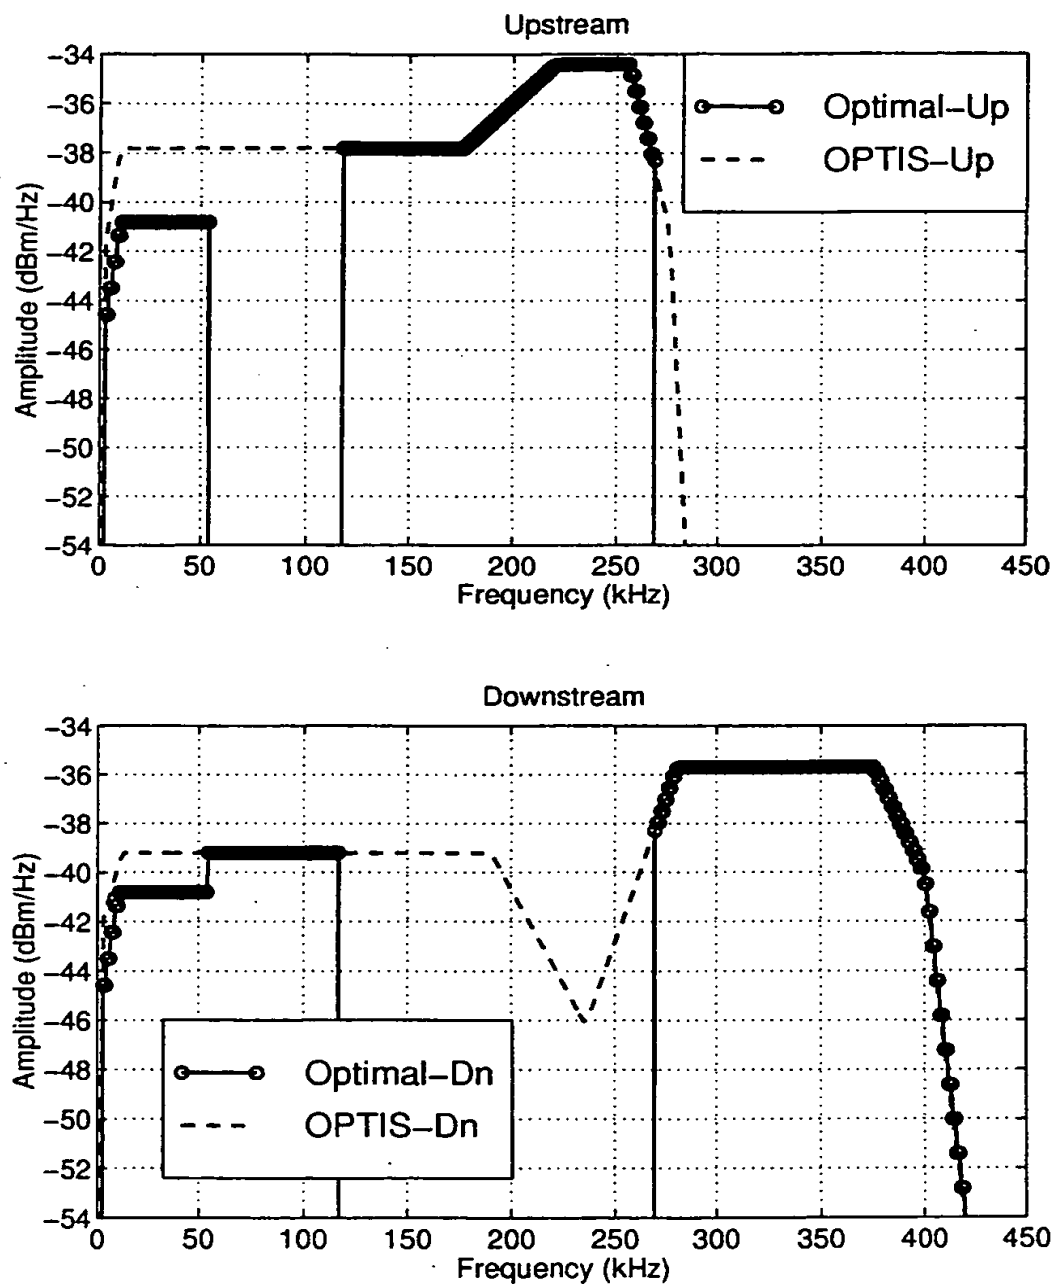 Upstream
Amplitude (dBm/Hz)
−34
−36
−38
−40
−42
−44
−46
−48
−50
−52
−54
Optimal−Up
OPTIS−Up
0 50 100 150 200 250 300 350 400 450
Frequency (kHz)
Downstream
Amplitude (dBm/Hz)
−34
−36
−38
−40
−42
−44
−46
−48
−50
−52
−54
Optimal−Dn
OPTIS−Dn
0 50 100 150 200 250 300 350 400 450
Frequency (kHz)